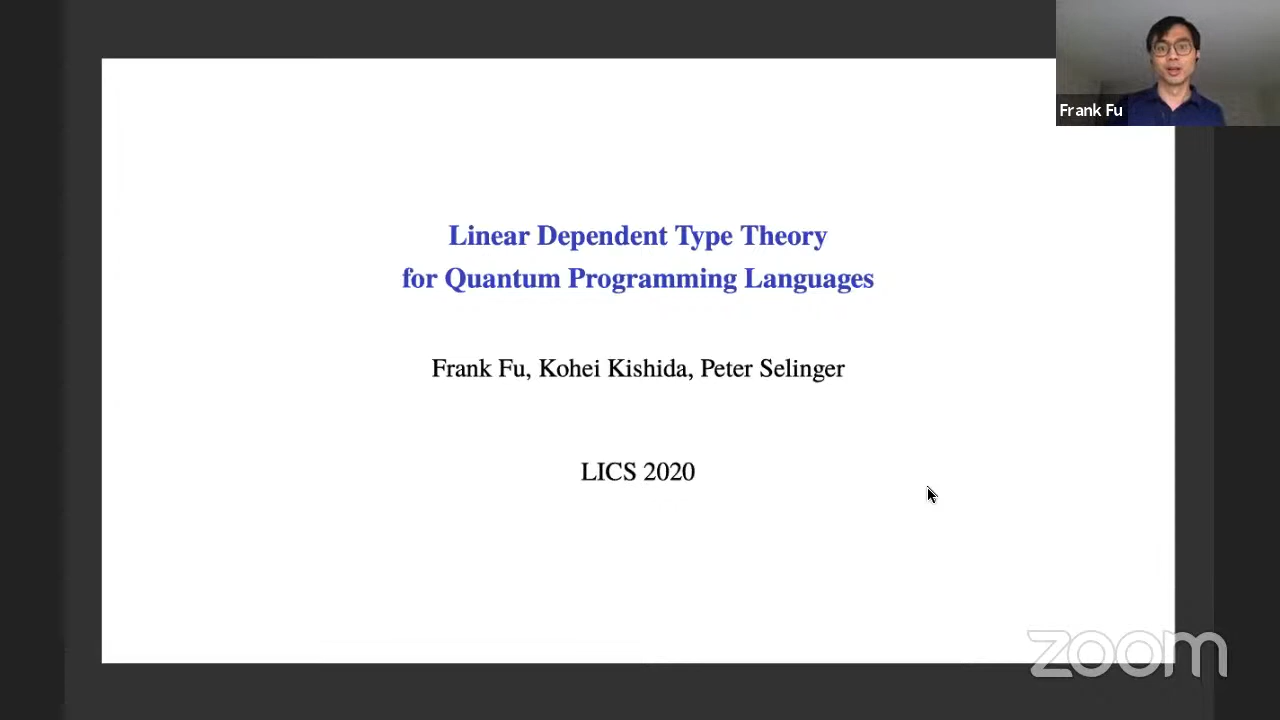 Linear Dependent Type Theory
for Quantum Programming Languages
Frank Fu, Kohei Kishida, Peter Selinger
LICS 2020
Frank Fu
zoom